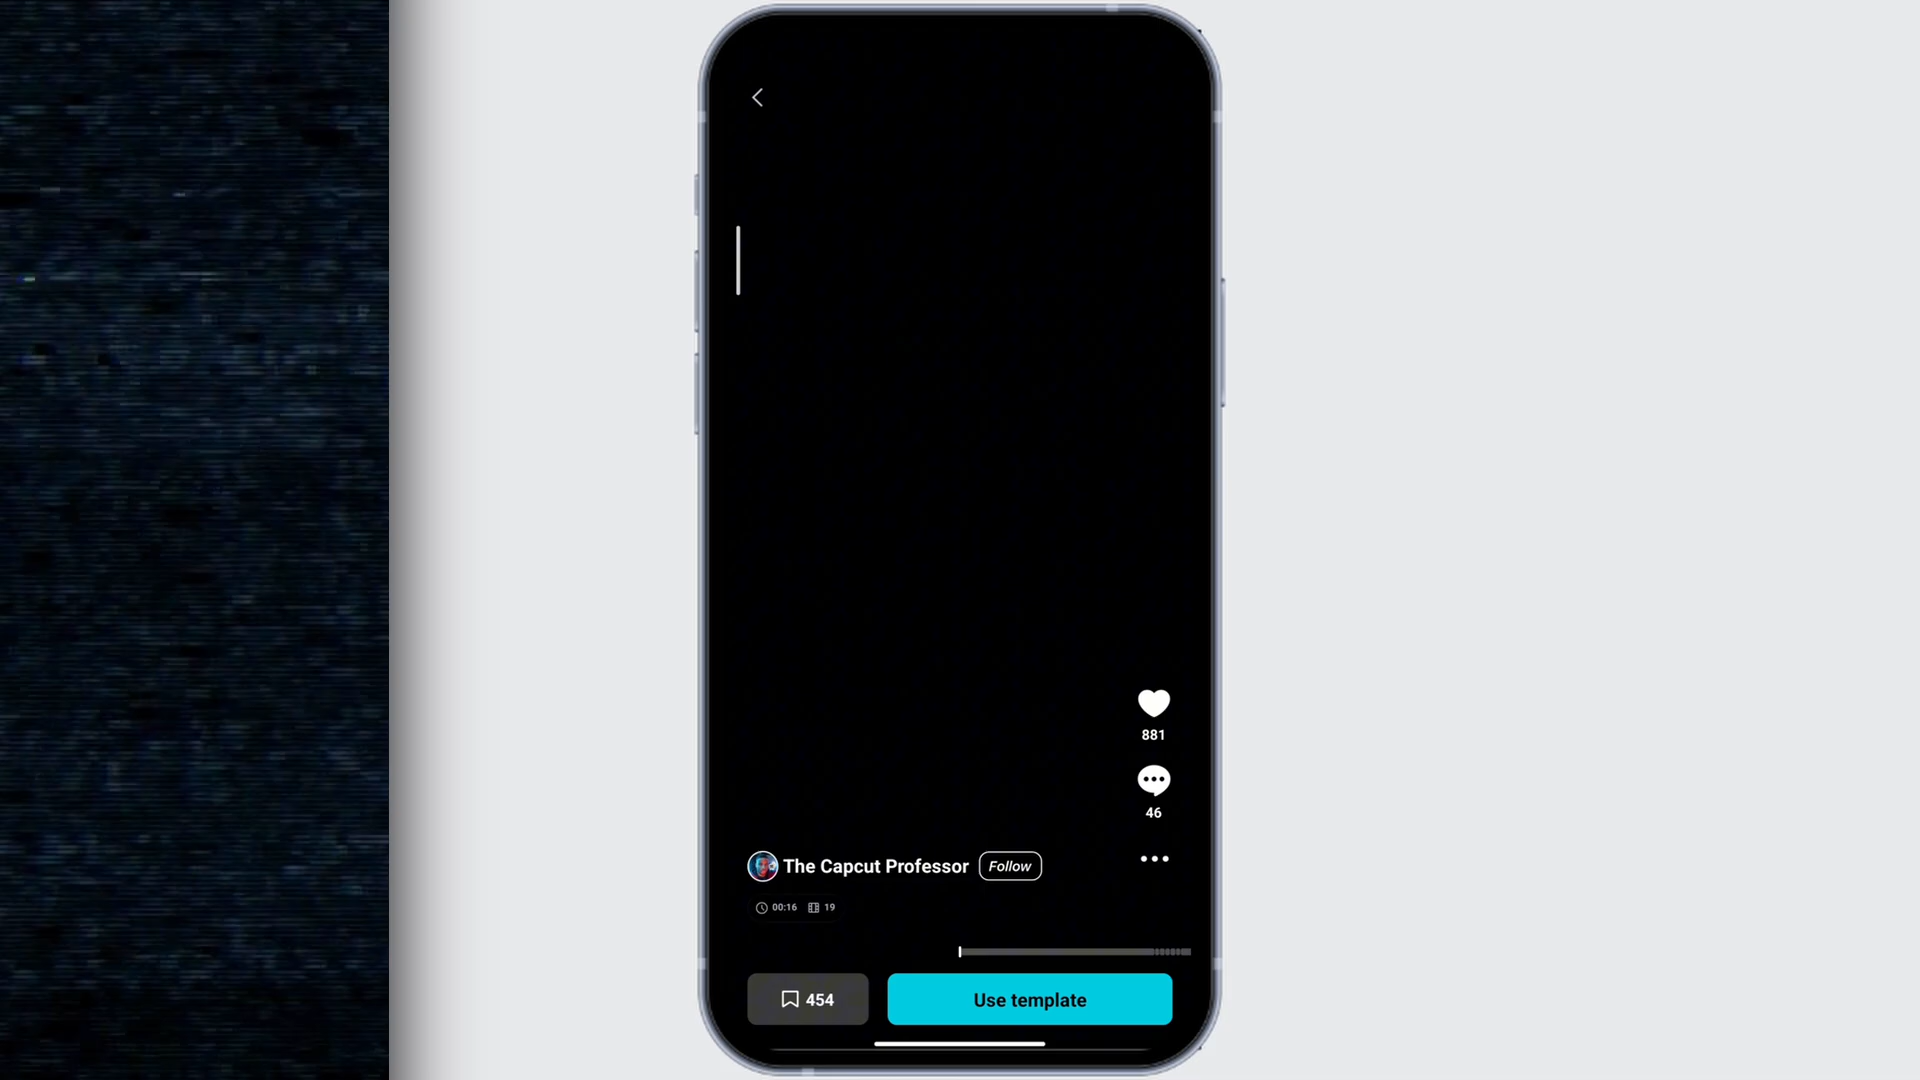 881
46
The Capcut Professor Follow
00:16 19
454
Use template